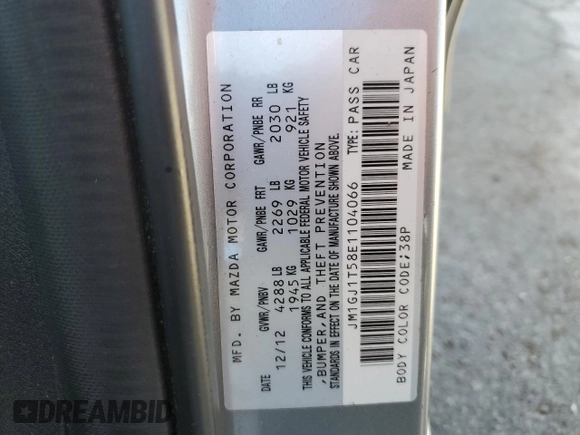 MFD. BY MAZDA MOTOR CORPORATION
DATE GVWR/PNBV GAWR/PNBE FRT GAWR/PNBE RR
12/12 4288 LB 2269 LB 2030 LB
1945 KG 1029 KG 921 KG
THIS VEHICLE CONFORMS TO ALL APPLICABLE FEDERAL MOTOR VEHICLE SAFETY
,BUMPER,AND THEFT PREVENTION
STANDARDS IN EFFECT ON THE DATE OF MANUFACTURE SHOWN ABOVE.
JM1GJ1T58E1104066 TYPE: PASS CAR
BODY COLOR CODE;38P MADE IN JAPAN
DREAMBID